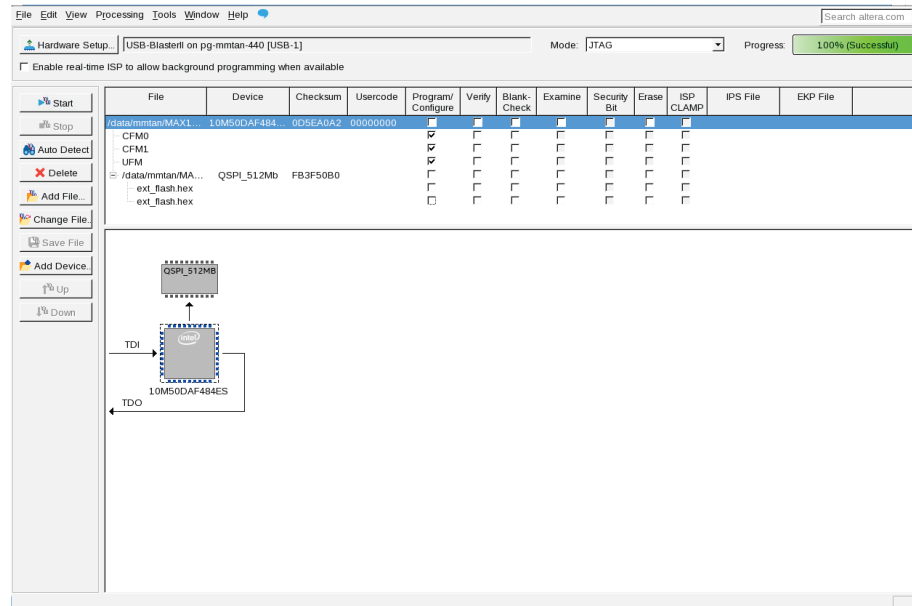 File Edit View Processing Tools Window Help
Search altera.com
Hardware Setup... USB-BlasterII on pg-mmtan-440 [USB-1] Mode: JTAG Progress: 100% (Successful)
Enable real-time ISP to allow background programming when available
Start
Stop
Auto Detect
Delete
Add File...
Change File..
Save File
Add Device..
Up
Down
File Device Checksum Usercode Program/ Verify Blank- Examine Security Erase ISP IPS File EKP File
Configure Check Bit CLAMP
/data/mmtan/MAX1... 10M50DAF484... 0D5EA0A2 00000000
CFM0
CFM1
UFM
/data/mmtan/MA... QSPI_512Mb FB3F50B0
ext_flash.hex
ext_flash.hex
QSPI_512MB
TDI
intel
10M50DAF484ES
TDO